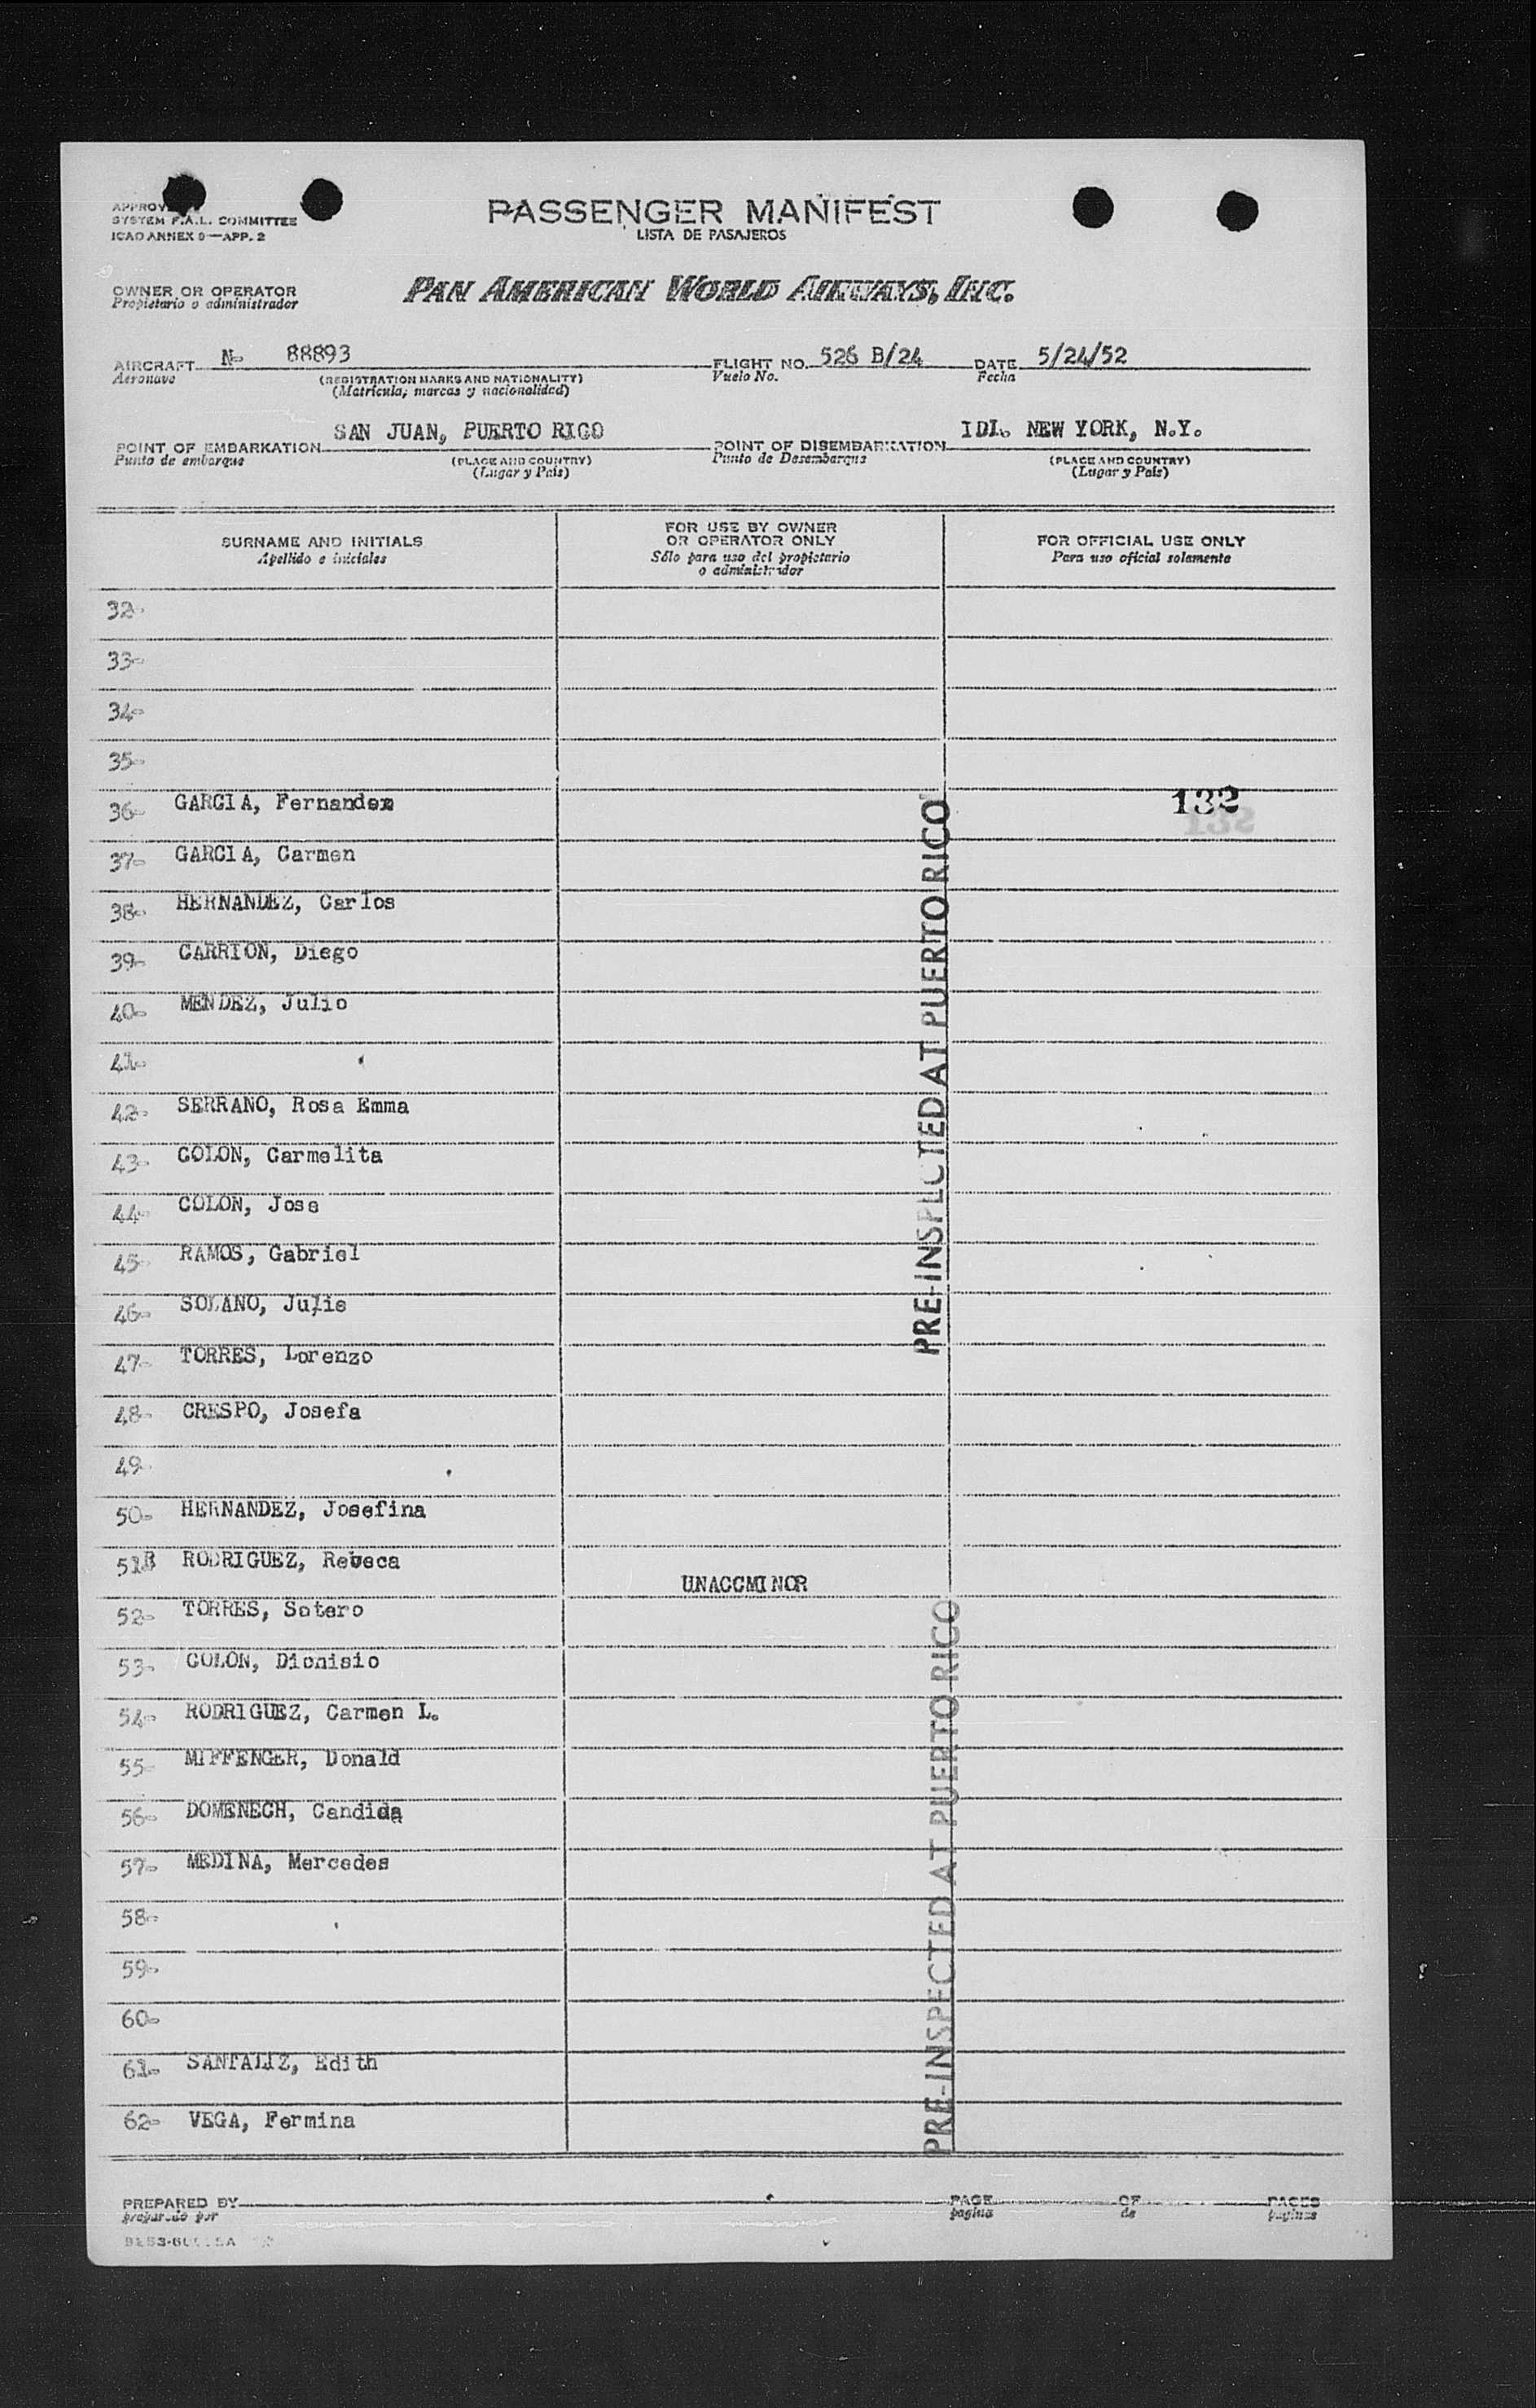 PASSENGER MANIFEST
LISTA DE PASAJEROS
SYSTEM F.A.L. COMMITTEE
ICAO ANNEX 9—APP. 2
OWNER OR OPERATOR
Propietario o administrador
PAN AMERICAN WORLD AIRWAYS, INC.
AIRCRAFT N- 88893 FLIGHT NO. 526 B/24 DATE 5/24/52
Aeronave (REGISTRATION MARKS AND NATIONALITY) Vuelo No. Fecha
(Matrícula, marcas y nacionalidad)
POINT OF EMBARKATION SAN JUAN, PUERTO RICO POINT OF DISEMBARKATION IDL. NEW YORK, N.Y.
Punto de embarque (PLACE AND COUNTRY) Punto de Desembarque (PLACE AND COUNTRY)
(Lugar y País) (Lugar y País)
SURNAME AND INITIALS
Apellido e iniciales
FOR USE BY OWNER
OR OPERATOR ONLY
Sólo para uso del propietario
o administrador
FOR OFFICIAL USE ONLY
Para uso oficial solamente
32-
33-
34-
35-
36- GARCIA, Fernandez 132
37- GARCIA, Carmen
38- HERNANDEZ, Carlos
39- CARRION, Diego
40- MENDEZ, Julio
41-
42- SERRANO, Rosa Emma
43- COLON, Carmelita
44- COLON, Jose
45- RAMOS, Gabriel
46- SOLANO, Julie
47- TORRES, Lorenzo
48- CRESPO, Josefa
49-
PRE-INSPECTED AT PUERTO RICO
50- HERNANDEZ, Josefina
51B RODRIGUEZ, Rebeca
UNACCMINOR
52- TORRES, Sotero
53- COLON, Dionisio
54- RODRIGUEZ, Carmen L.
55- MIFFENGER, Donald
56- DOMENECH, Candida
57- MEDINA, Mercedes
58-
59-
60-
61- SANTALIZ, Edith
62- VEGA, Fermina
PRE-INSPECTED AT PUERTO RICO
PREPARED BY PAGE OF PAGES
preparado por pagina de paginas